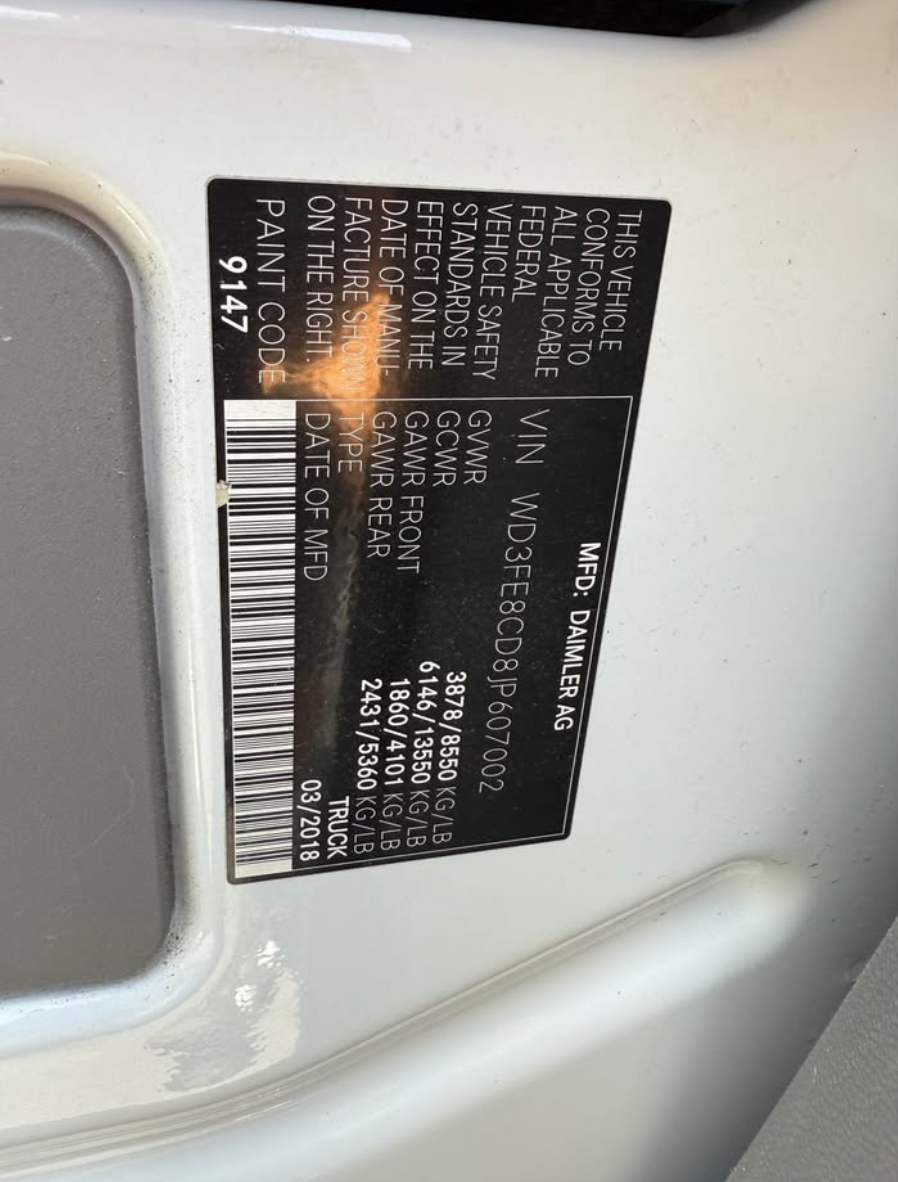 MFD: DAIMLER AG
THIS VEHICLE
CONFORMS TO
ALL APPLICABLE
FEDERAL
VEHICLE SAFETY
STANDARDS IN
EFFECT ON THE
DATE OF MANU-
FACTURE SHOWN
ON THE RIGHT.
PAINT CODE
9147
VIN WD3FE8CD8JP607002
GVWR 3878/8550 KG/LB
GCWR 6146/13550 KG/LB
GAWR FRONT 1860/4101 KG/LB
GAWR REAR 2431/5360 KG/LB
TYPE TRUCK
DATE OF MFD 03/2018